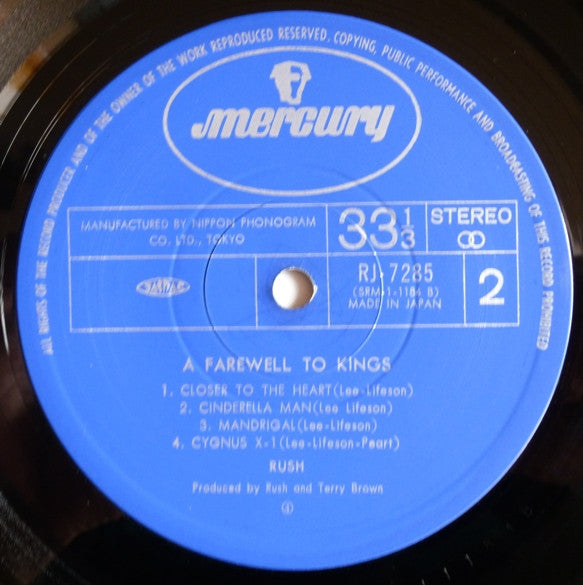 ALL RIGHTS OF THE RECORD PRODUCER AND OF THE OWNER OF THE WORK REPRODUCED RESERVED. COPYING, PUBLIC PERFORMANCE AND BROADCASTING OF THIS RECORD PROHIBITED
mercury
MANUFACTURED BY NIPPON PHONOGRAM
CO. LTD., TOKYO
33 1/3
STEREO
RJ-7285
(SRM-1-1184 B)
MADE IN JAPAN
2
A FAREWELL TO KINGS
1. CLOSER TO THE HEART(Lee-Lifeson)
2. CINDERELLA MAN(Lee Lifeson)
3. MANDRIGAL(Lee-Lifeson)
4. CYGNUS X-1(Lee-Lifeson-Peart)
RUSH
Produced by Rush and Terry Brown